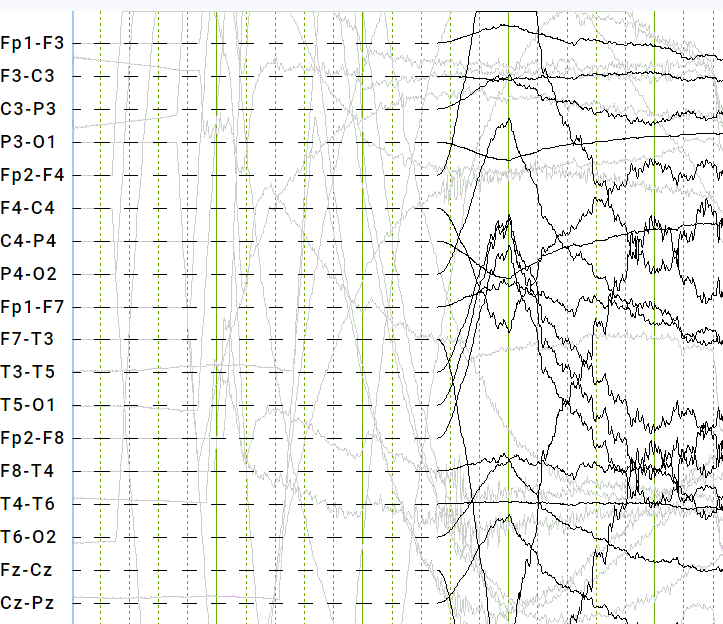 Fp1-F3
F3-C3
C3-P3
P3-O1
Fp2-F4
F4-C4
C4-P4
P4-O2
Fp1-F7
F7-T3
T3-T5
T5-O1
Fp2-F8
F8-T4
T4-T6
T6-O2
Fz-Cz
Cz-Pz